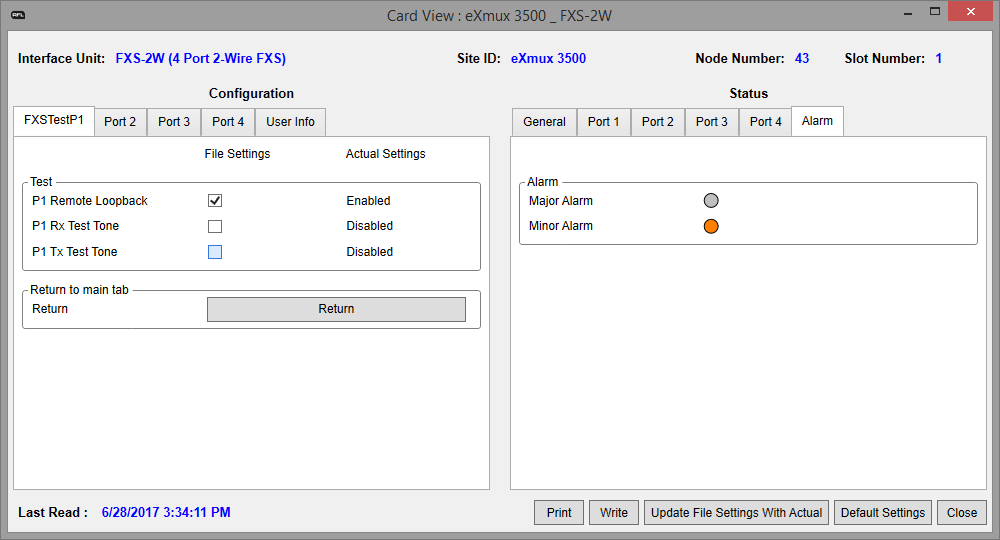 AFL
Card View : eXmux 3500 _ FXS-2W
Interface Unit: FXS-2W (4 Port 2-Wire FXS) Site ID: eXmux 3500 Node Number: 43 Slot Number: 1
Configuration Status
FXSTestP1 Port 2 Port 3 Port 4 User Info
General Port 1 Port 2 Port 3 Port 4 Alarm
File Settings Actual Settings
Test
P1 Remote Loopback Enabled
P1 Rx Test Tone Disabled
P1 Tx Test Tone Disabled
Return to main tab
Return Return
Alarm
Major Alarm
Minor Alarm
Last Read : 6/28/2017 3:34:11 PM
Print Write Update File Settings With Actual Default Settings Close